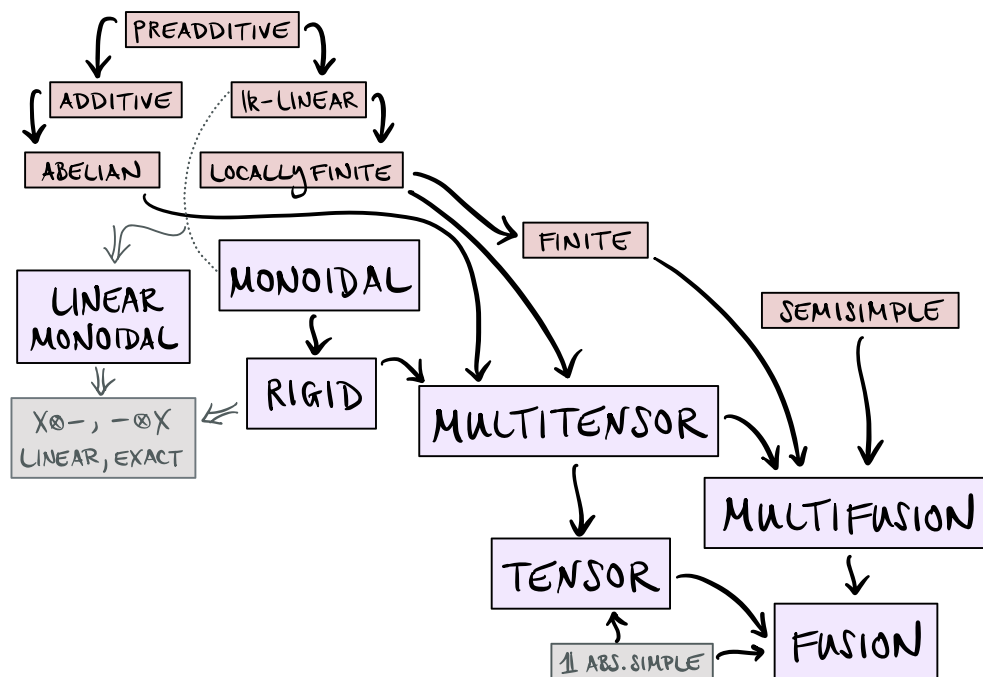 PREADDITIVE
ADDITIVE
𝕜-LINEAR
ABELIAN
LOCALLY FINITE
FINITE
MONOIDAL
LINEAR
MONOIDAL
SEMISIMPLE
RIGID
X⊗-, -⊗X
LINEAR, EXACT
MULTITENSOR
MULTIFUSION
TENSOR
FUSION
𝟙 ABS. SIMPLE